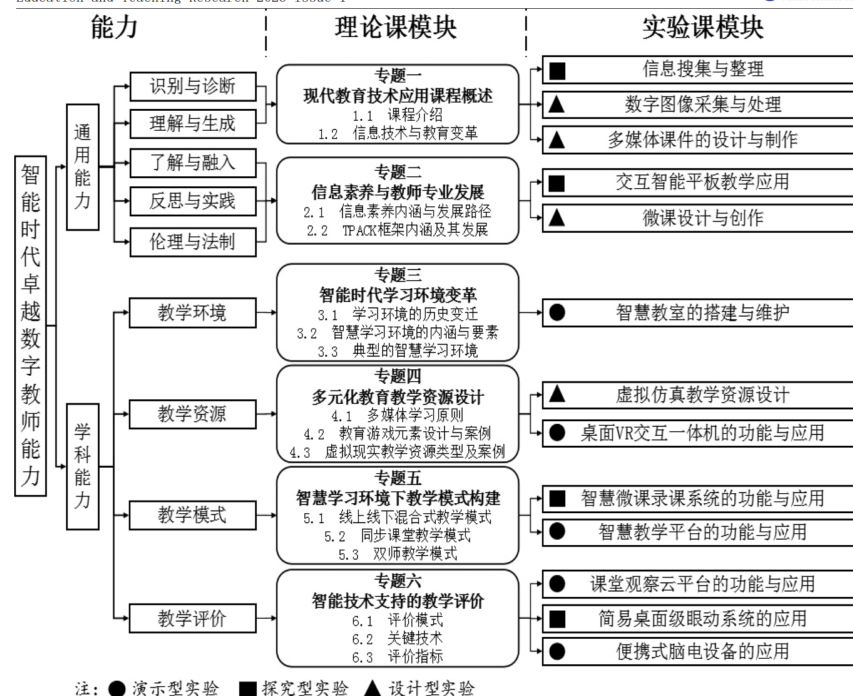 Education and Teaching Research 2023 Issue 1
能力
理论课模块
实验课模块
智能时代卓越数字教师能力
通用能力
学科能力
识别与诊断
理解与生成
了解与融入
反思与实践
伦理与法制
教学环境
教学资源
教学模式
教学评价
专题一
现代教育技术应用课程概述
1.1 课程介绍
1.2 信息技术与教育变革
专题二
信息素养与教师专业发展
2.1 信息素养内涵与发展路径
2.2 TPACK框架内涵及其发展
专题三
智能时代学习环境变革
3.1 学习环境的历史变迁
3.2 智慧学习环境的内涵与要素
3.3 典型的智慧学习环境
专题四
多元化教育教学资源设计
4.1 多媒体学习原则
4.2 教育游戏元素设计与案例
4.3 虚拟现实教学资源类型及案例
专题五
智慧学习环境下教学模式构建
5.1 线上线下混合式教学模式
5.2 同步课堂教学模式
5.3 双师教学模式
专题六
智能技术支持的教学评价
6.1 评价模式
6.2 关键技术
6.3 评价指标
■ 信息搜集与整理
▲ 数字图像采集与处理
▲ 多媒体课件的设计与制作
■ 交互智能平板教学应用
▲ 微课设计与创作
● 智慧教室的搭建与维护
▲ 虚拟仿真教学资源设计
● 桌面VR交互一体机的功能与应用
■ 智慧微课录课系统的功能与应用
● 智慧教学平台的功能与应用
● 课堂观察云平台的功能与应用
■ 简易桌面级眼动系统的应用
● 便携式脑电设备的应用
注: ● 演示型实验 ■ 探究型实验 ▲ 设计型实验